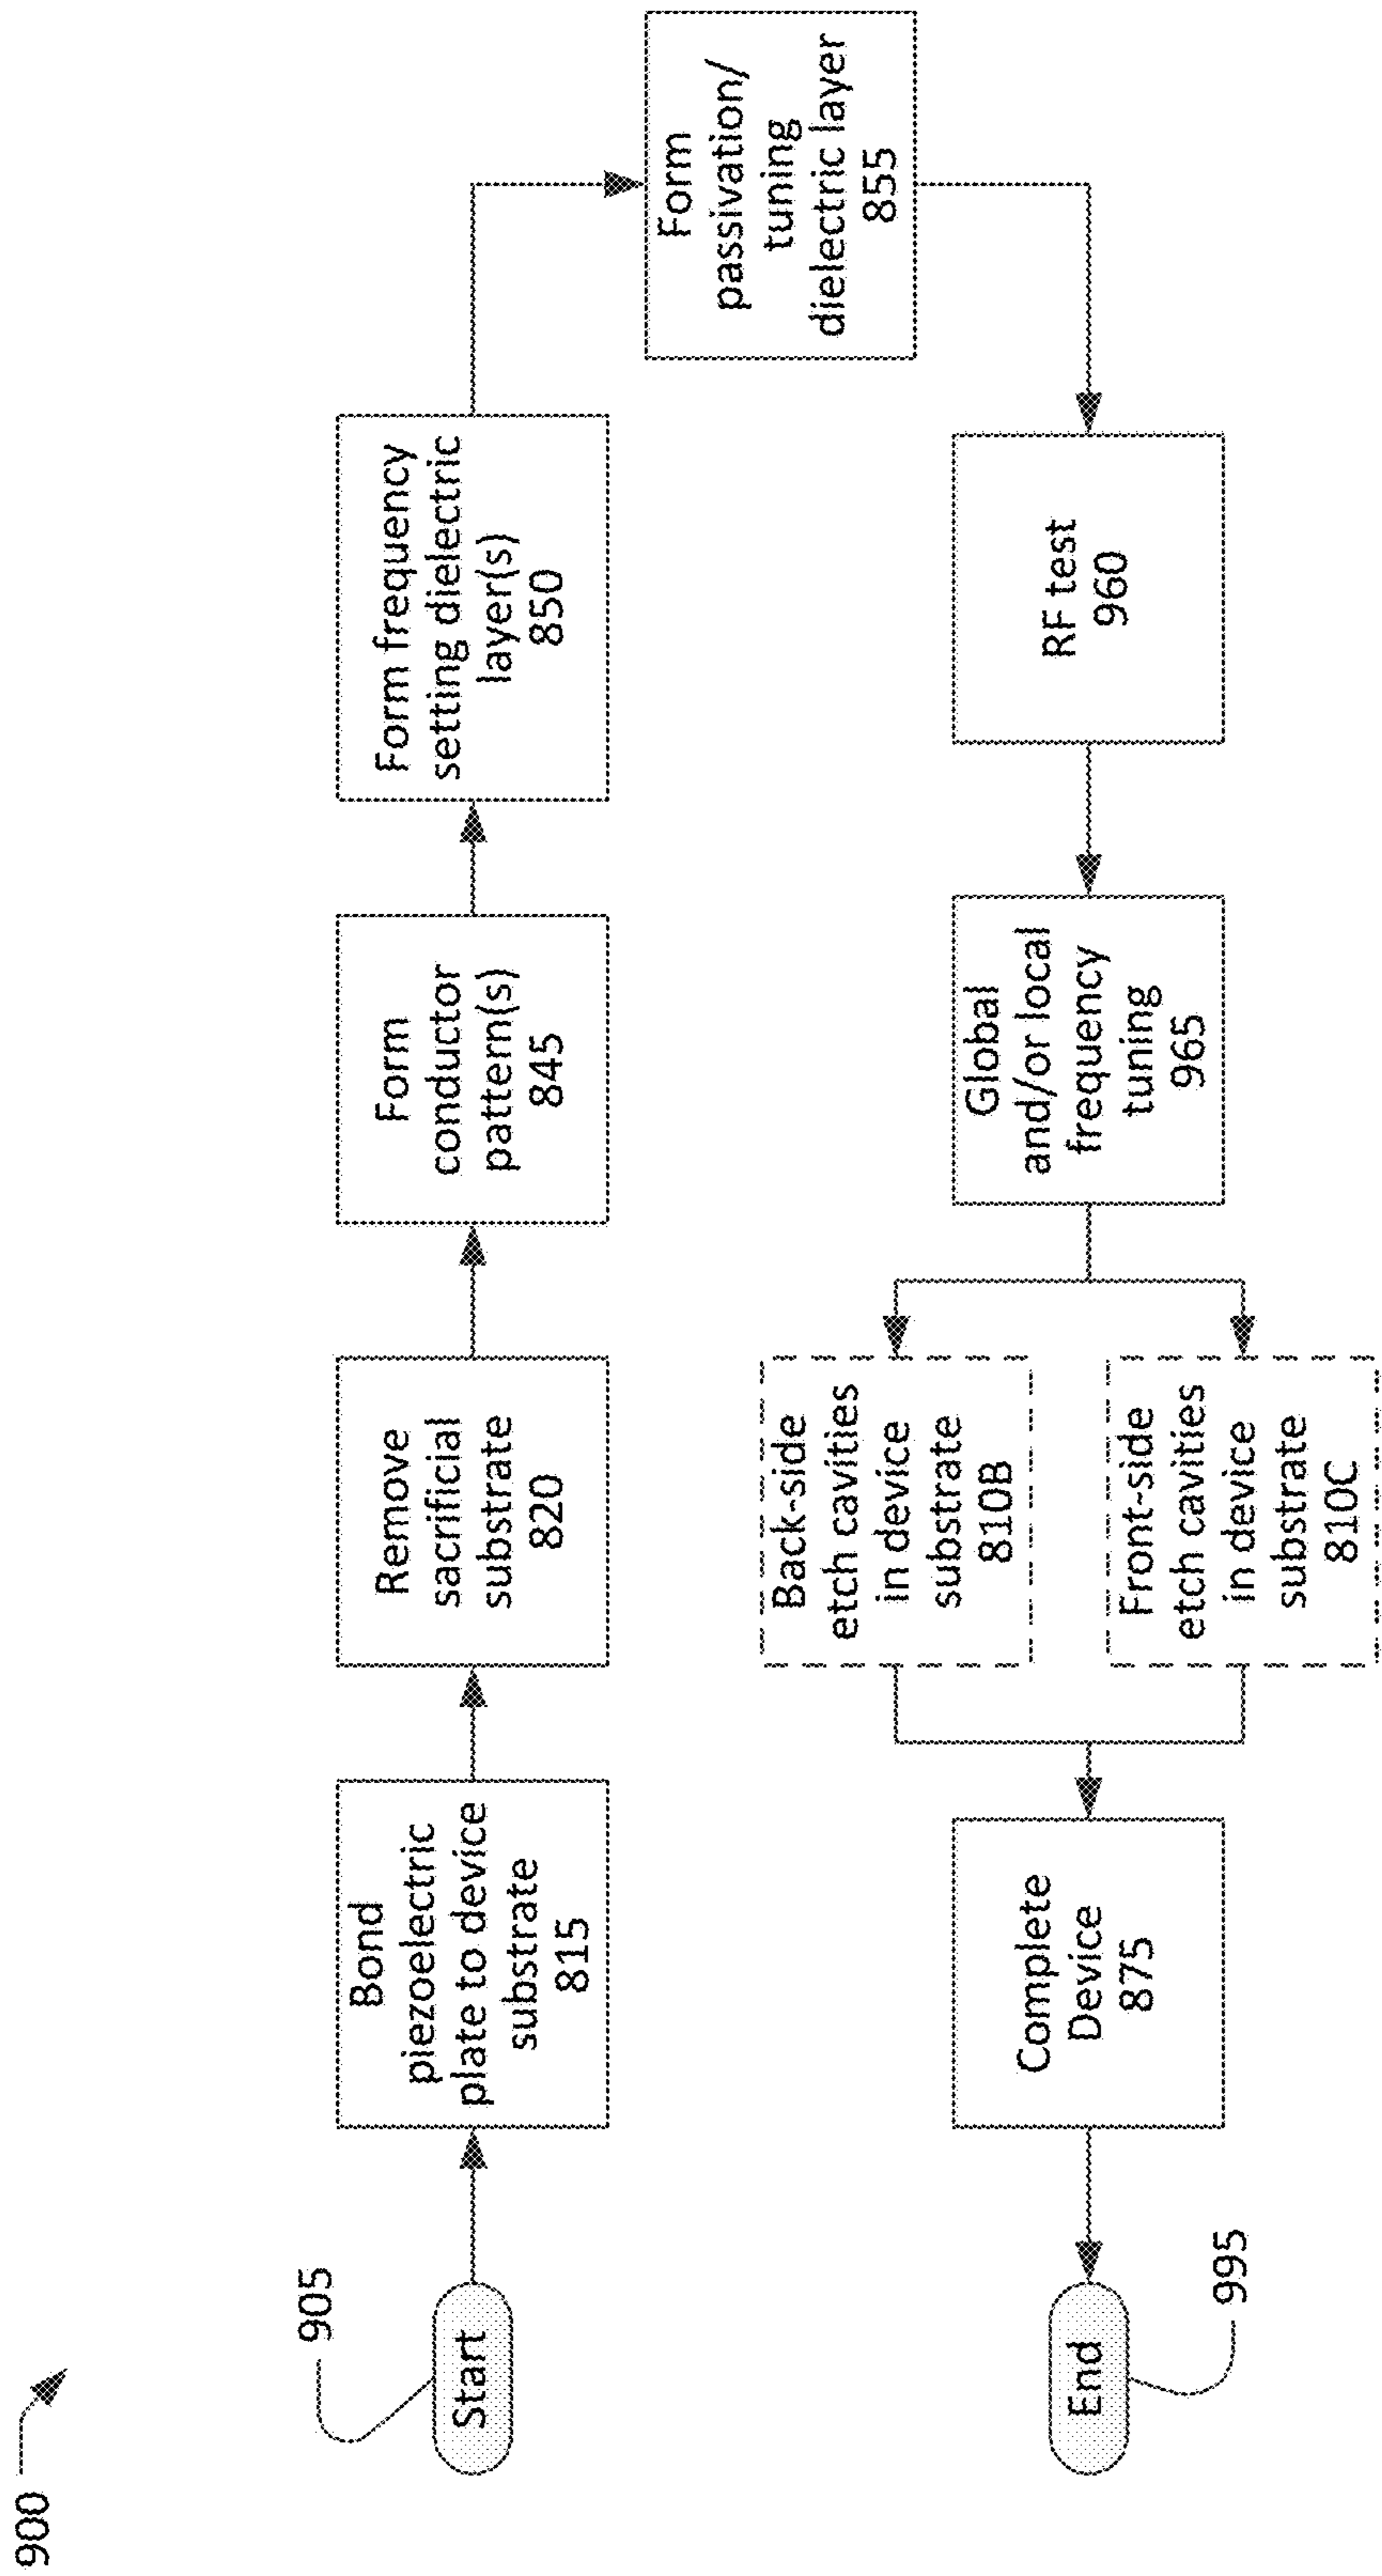 900
905
Start
Bond
piezoelectric
plate to device
substrate
815
Remove
sacrificial
substrate
820
Form
conductor
pattern(s)
845
Form frequency
setting dielectric
layer(s)
850
Form
passivation/
tuning
dielectric layer
855
RF test
960
Global
and/or local
frequency
tuning
965
Back-side
etch cavities
in device
substrate
810B
Front-side
etch cavities
in device
substrate
810C
Complete
Device
875
End
995